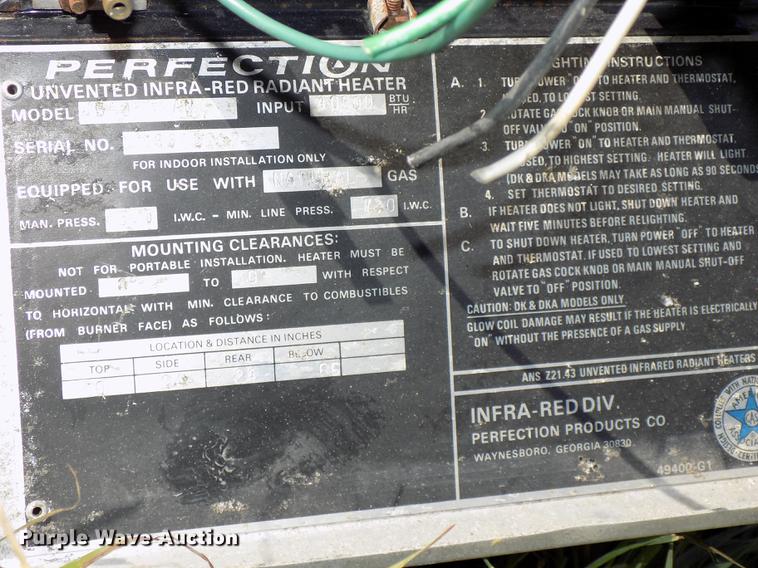 PERFECTION
UNVENTED INFRA-RED RADIANT HEATER
MODEL INPUT BTU HR
SERIAL NO.
FOR INDOOR INSTALLATION ONLY
EQUIPPED FOR USE WITH GAS
MAN. PRESS. I.W.C. – MIN. LINE PRESS. I.W.C.
MOUNTING CLEARANCES:
NOT FOR PORTABLE INSTALLATION. HEATER MUST BE
MOUNTED TO WITH RESPECT
TO HORIZONTAL WITH MIN. CLEARANCE TO COMBUSTIBLES
(FROM BURNER FACE) AS FOLLOWS:
LOCATION & DISTANCE IN INCHES
TOP SIDE REAR BELOW
LIGHTING INSTRUCTIONS
A. 1. TURN POWER "ON" TO HEATER AND THERMOSTAT,
USED, TO LOWEST SETTING.
2. ROTATE GAS COCK KNOB OR MAIN MANUAL SHUT-
OFF VALVE TO "ON" POSITION.
3. TURN POWER "ON" TO HEATER AND THERMOSTAT,
USED, TO HIGHEST SETTING. HEATER WILL LIGHT.
(DK & DKA MODELS MAY TAKE AS LONG AS 90 SECONDS
4. SET THERMOSTAT TO DESIRED SETTING.
B. IF HEATER DOES NOT LIGHT, SHUT DOWN HEATER AND
WAIT FIVE MINUTES BEFORE RELIGHTING.
C. TO SHUT DOWN HEATER, TURN POWER "OFF" TO HEATER
AND THERMOSTAT. IF USED TO LOWEST SETTING AND
ROTATE GAS COCK KNOB OR MAIN MANUAL SHUT-OFF
VALVE TO "OFF" POSITION.
CAUTION: DK & DKA MODELS ONLY
GLOW COIL DAMAGE MAY RESULT IF THE HEATER IS ELECTRICALLY
"ON" WITHOUT THE PRESENCE OF A GAS SUPPLY.
ANS Z21.43 UNVENTED INFRARED RADIANT HEATERS
INFRA-RED DIV.
PERFECTION PRODUCTS CO.
WAYNESBORO, GEORGIA 30830
49400-G1
Purple Wave Auction